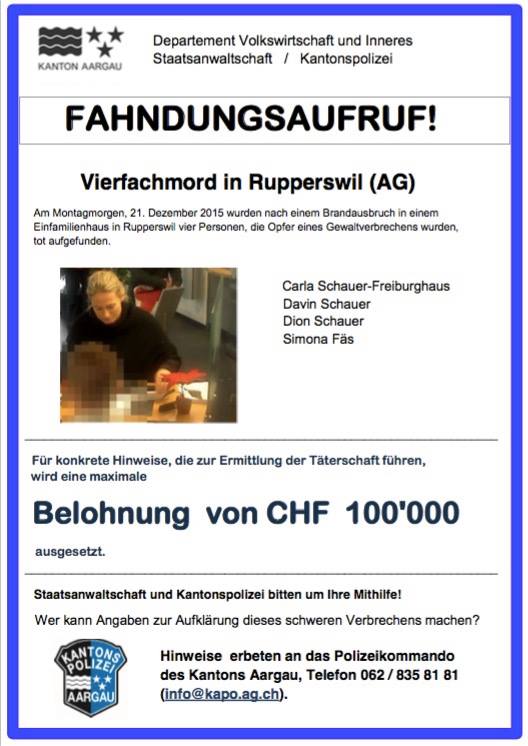 KANTON AARGAU
Departement Volkswirtschaft und Inneres
Staatsanwaltschaft / Kantonspolizei
FAHNDUNGSAUFRUF!
Vierfachmord in Rupperswil (AG)
Am Montagmorgen, 21. Dezember 2015 wurden nach einem Brandausbruch in einem
Einfamilienhaus in Rupperswil vier Personen, die Opfer eines Gewaltverbrechens wurden,
tot aufgefunden.
Carla Schauer-Freiburghaus
Davin Schauer
Dion Schauer
Simona Fäs
Für konkrete Hinweise, die zur Ermittlung der Täterschaft führen,
wird eine maximale
Belohnung von CHF 100'000
ausgesetzt.
Staatsanwaltschaft und Kantonspolizei bitten um Ihre Mithilfe!
Wer kann Angaben zur Aufklärung dieses schweren Verbrechens machen?
KANTONS
POLIZEI
AARGAU
Hinweise erbeten an das Polizeikommando
des Kantons Aargau, Telefon 062 / 835 81 81
(info@kapo.ag.ch).